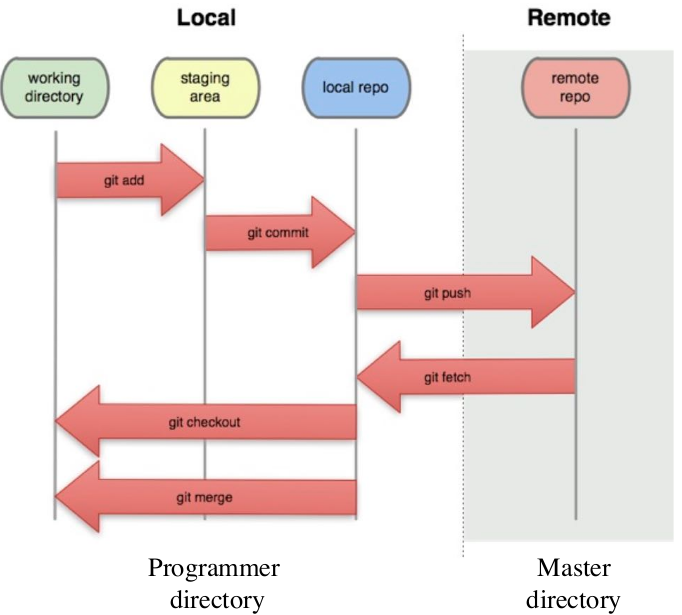 Local
Remote
working
directory
staging
area
local repo
remote
repo
git add
git commit
git push
git fetch
git checkout
git merge
Programmer
directory
Master
directory